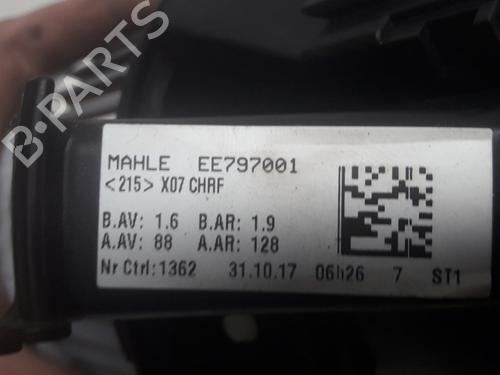 B-PARTS
MAHLE EE797001
<215> X07 CHRF
B.AV: 1.6 B.AR: 1.9
A.AV: 88 A.AR: 128
Nr Ctrl:1362 31.10.17 06h26 7 ST1